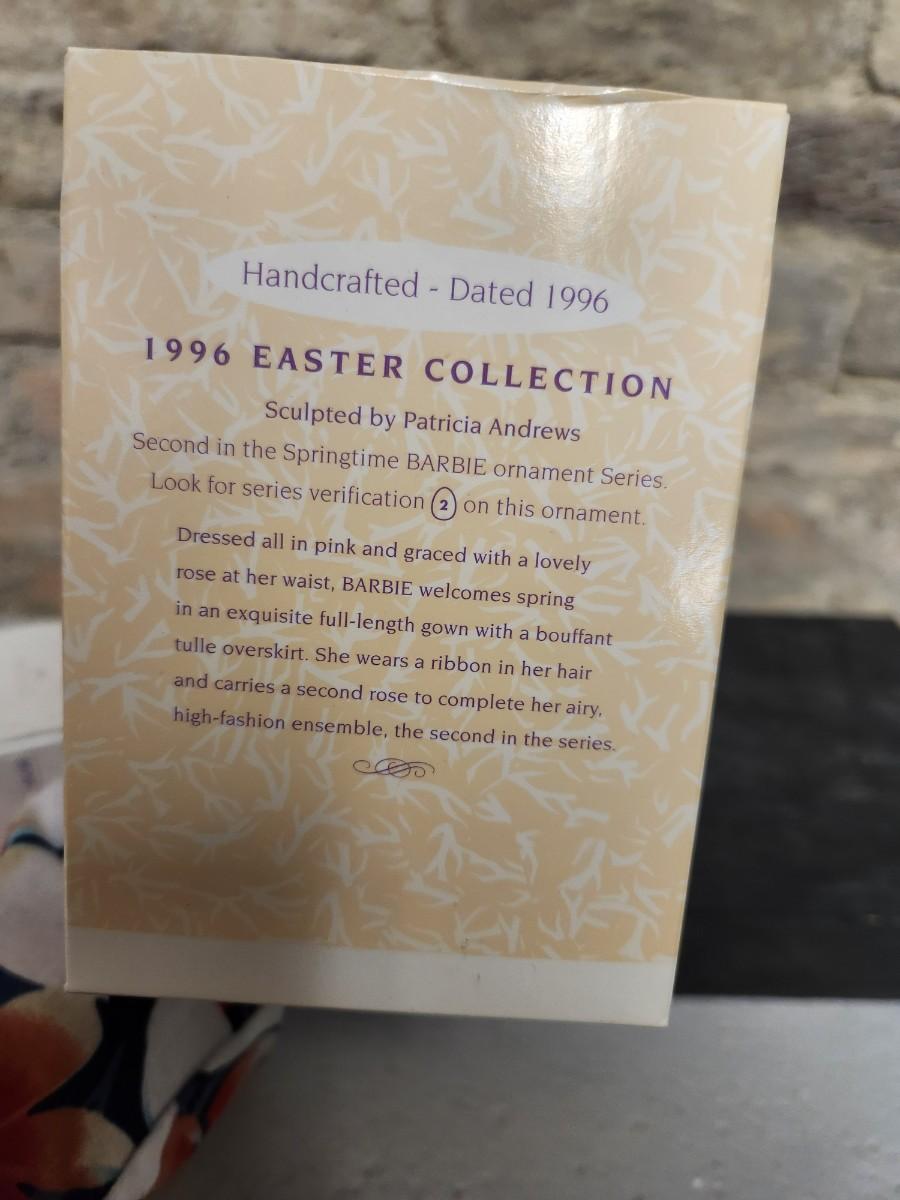 Handcrafted - Dated 1996
1996 EASTER COLLECTION
Sculpted by Patricia Andrews
Second in the Springtime BARBIE ornament Series.
Look for series verification 2 on this ornament.
Dressed all in pink and graced with a lovely
rose at her waist, BARBIE welcomes spring
in an exquisite full-length gown with a bouffant
tulle overskirt. She wears a ribbon in her hair
and carries a second rose to complete her airy,
high-fashion ensemble, the second in the series.